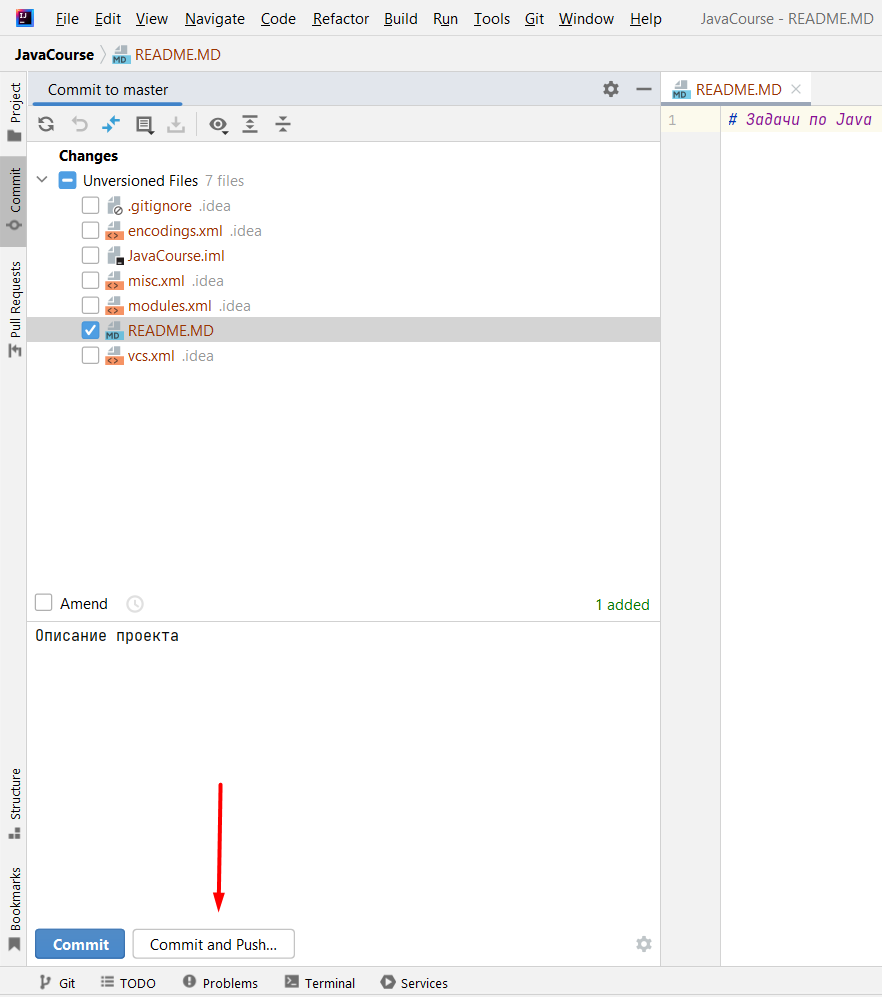 File Edit View Navigate Code Refactor Build Run Tools Git Window Help JavaCourse - README.MD
JavaCourse README.MD
Project
Commit
Pull Requests
Structure
Bookmarks
Commit to master
Changes
Unversioned Files 7 files
.gitignore .idea
encodings.xml .idea
JavaCourse.iml
misc.xml .idea
modules.xml .idea
README.MD
vcs.xml .idea
Amend 1 added
Описание проекта
Commit Commit and Push...
README.MD
1 # Задачи по Java
Git TODO Problems Terminal Services